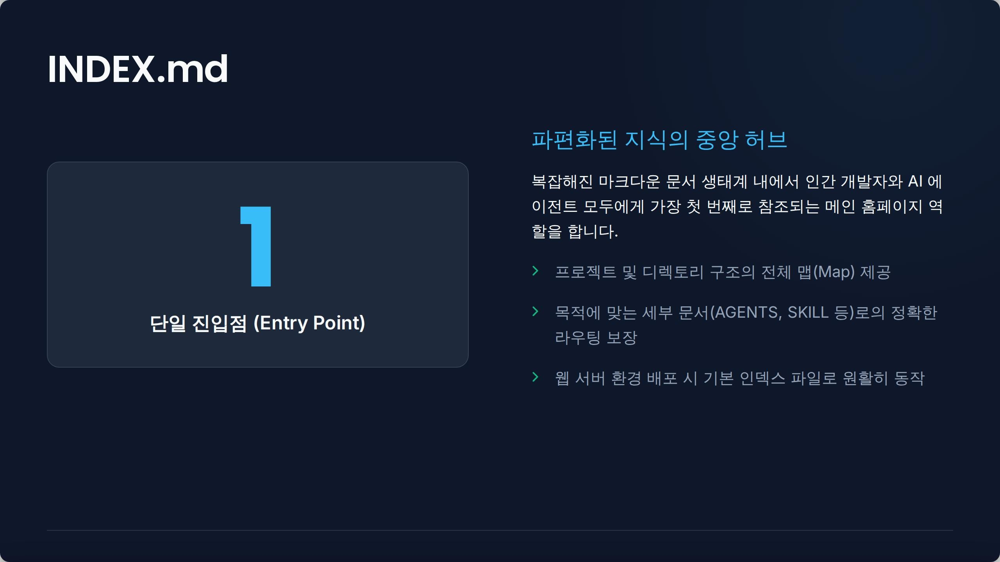 INDEX.md
1
단일 진입점 (Entry Point)
파편화된 지식의 중앙 허브
복잡해진 마크다운 문서 생태계 내에서 인간 개발자와 AI 에
이전트 모두에게 가장 첫 번째로 참조되는 메인 홈페이지 역
할을 합니다.
프로젝트 및 디렉토리 구조의 전체 맵(Map) 제공
목적에 맞는 세부 문서(AGENTS, SKILL 등)로의 정확한
라우팅 보장
웹 서버 환경 배포 시 기본 인덱스 파일로 원활히 동작